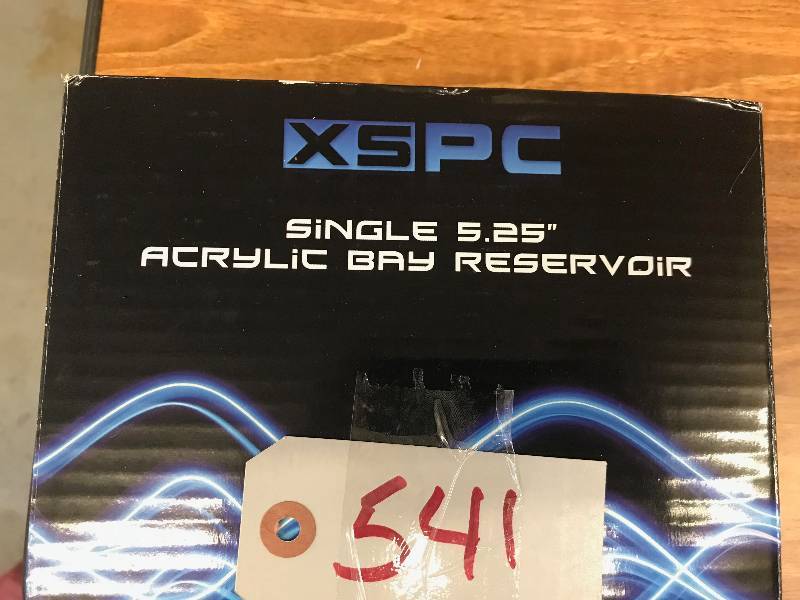 XSPC
SiNGLE 5.25"
ACRYLiC BAY RESERVOiR
541